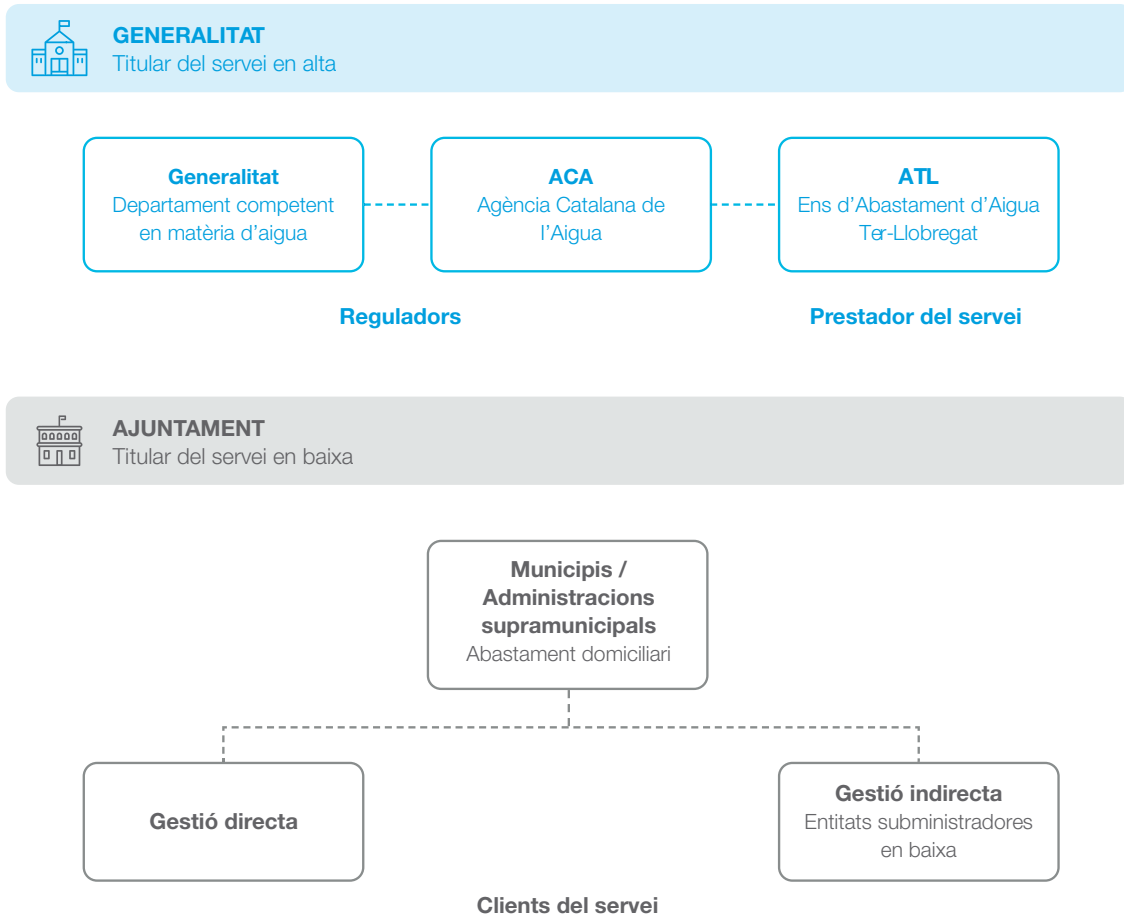 GENERALITAT
Titular del servei en alta
Generalitat
Departament competent
en matèria d'aigua
ACA
Agència Catalana de
l'Aigua
ATL
Ens d'Abastament d'Aigua
Ter-Llobregat
Reguladors
Prestador del servei
AJUNTAMENT
Titular del servei en baixa
Municipis /
Administracions
supramunicipals
Abastament domiciliari
Gestió directa
Gestió indirecta
Entitats subministradores
en baixa
Clients del servei